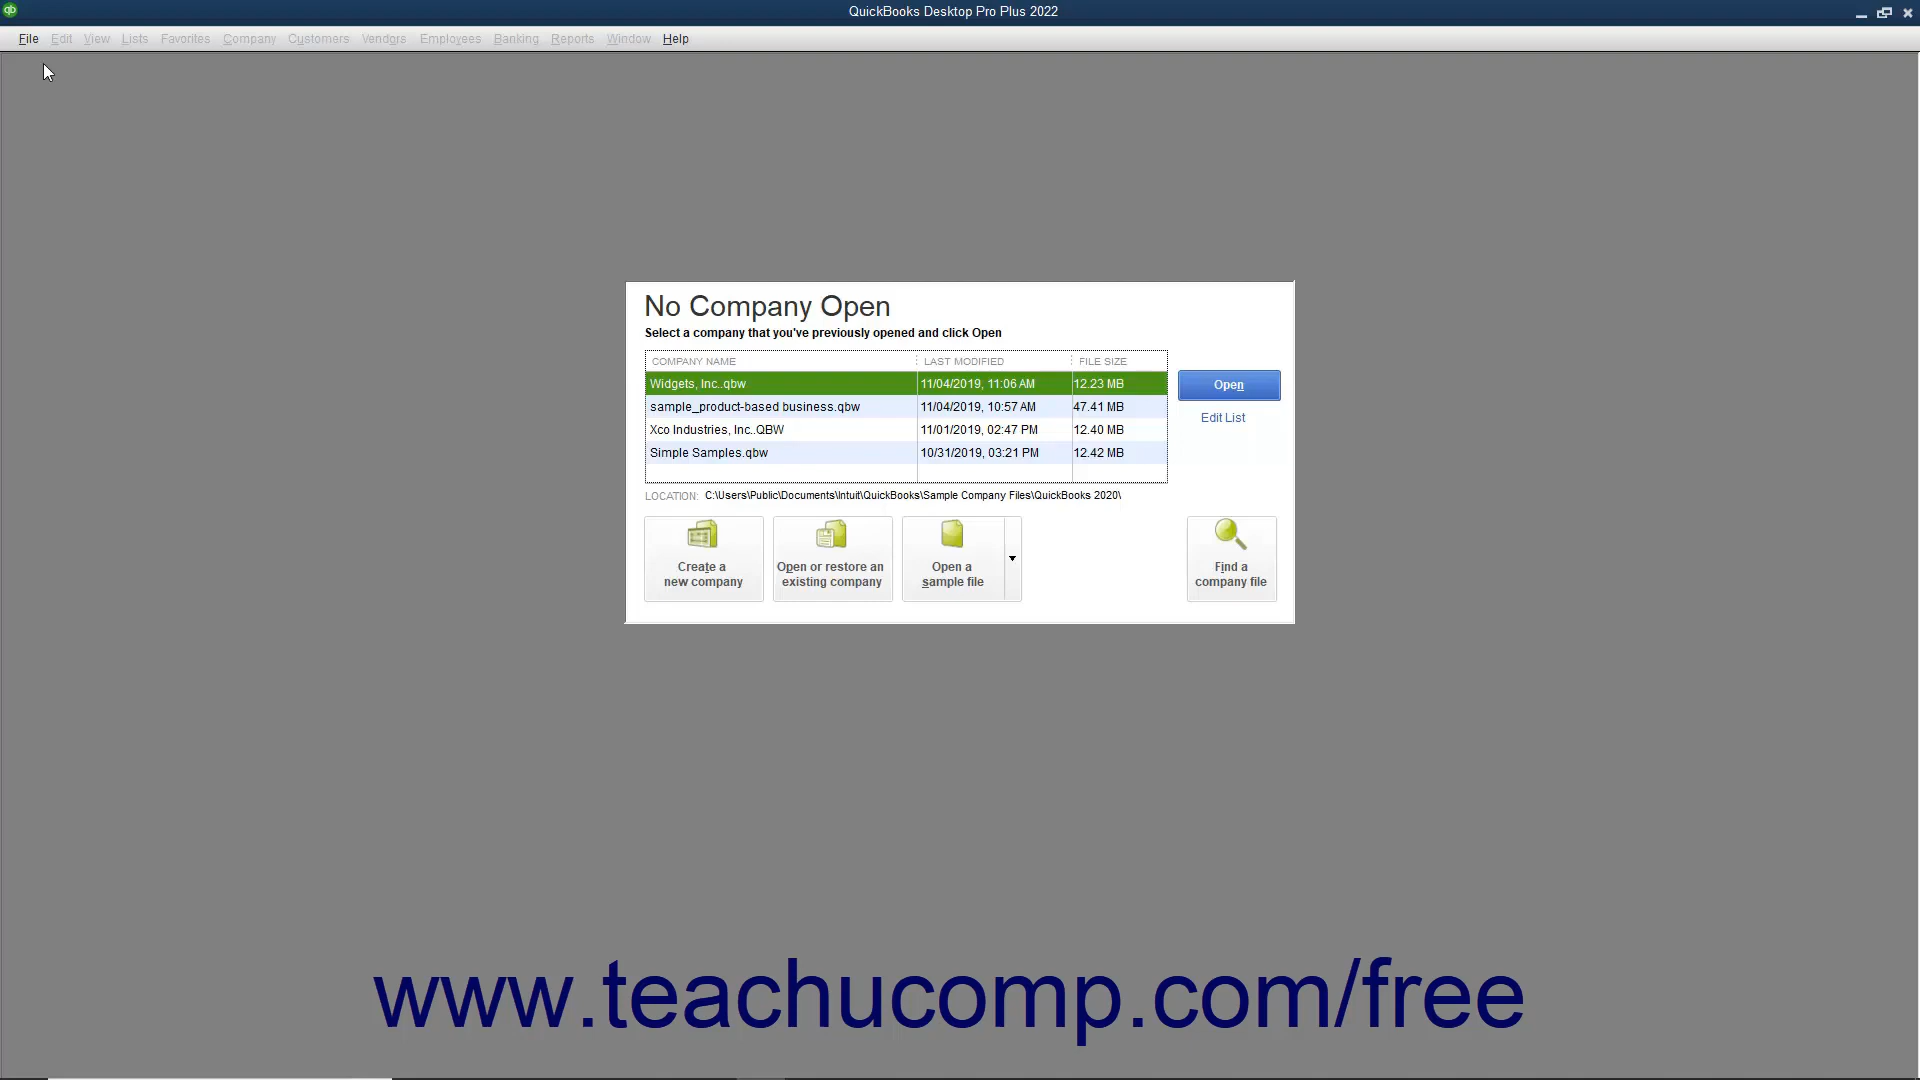 qb QuickBooks Desktop Pro Plus 2022
File Edit View Lists Favorites Company Customers Vendors Employees Banking Reports Window Help
No Company Open
Select a company that you've previously opened and click Open
COMPANY NAME LAST MODIFIED FILE SIZE
Widgets, Inc..qbw 11/04/2019, 11:06 AM 12.23 MB
Open
sample_product-based business.qbw 11/04/2019, 10:57 AM 47.41 MB
Edit List
Xco Industries, Inc..QBW 11/01/2019, 02:47 PM 12.40 MB
Simple Samples.qbw 10/31/2019, 03:21 PM 12.42 MB
LOCATION: C:\Users\Public\Documents\Intuit\QuickBooks\Sample Company Files\QuickBooks 2020\
Create a
new company
Open or restore an
existing company
Open a
sample file
Find a
company file
www.teachucomp.com/free